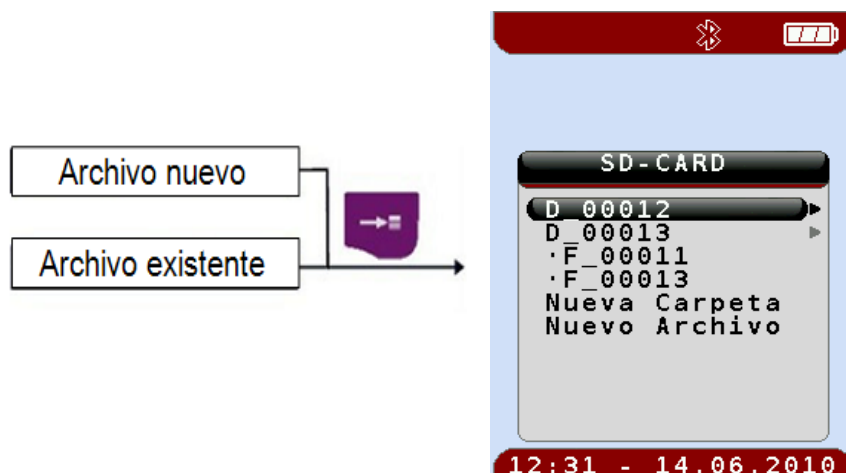 Archivo nuevo
Archivo existente
SD-CARD
D_00012
D_00013
·F_00011
·F_00013
Nueva Carpeta
Nuevo Archivo
12:31 - 14.06.2010